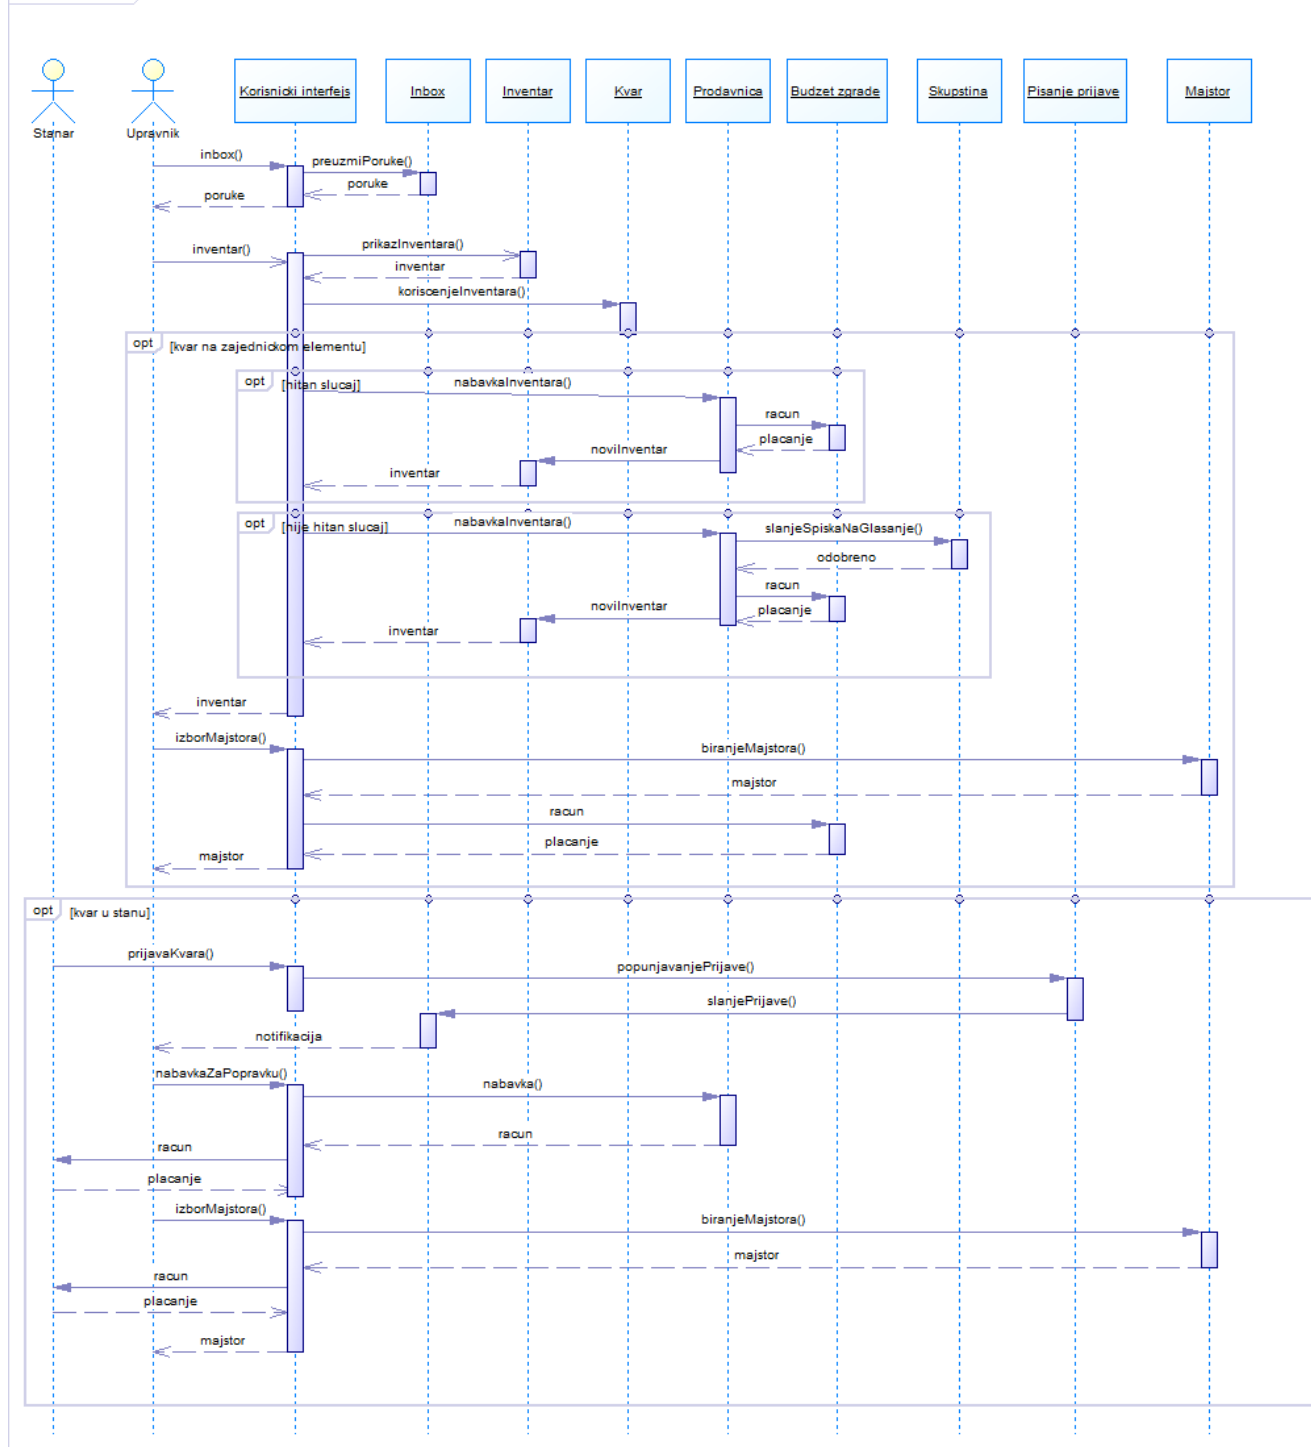 Stanar
Upravnik
Korisnicki interfejs
Inbox
Inventar
Kvar
Prodavnica
Budzet zgrade
Skupstina
Pisanje prijave
Majstor
inbox()
preuzmiPoruke()
poruke
poruke
inventar()
prikazInventara()
inventar
koriscenjeInventara()
opt [kvar na zajednickom elementu]
opt [hitan slucaj]
nabavkaInventara()
racun
placanje
noviInventar
inventar
opt [nije hitan slucaj]
nabavkaInventara()
slanjeSpiskaNaGlasanje()
odobreno
racun
placanje
noviInventar
inventar
inventar
izborMajstora()
biranjeMajstora()
majstor
racun
placanje
majstor
opt [kvar u stanu]
prijavaKvara()
popunjavanjePrijave()
slanjePrijave()
notifikacija
nabavkaZaPopravku()
nabavka()
racun
racun
placanje
izborMajstora()
biranjeMajstora()
majstor
racun
placanje
majstor